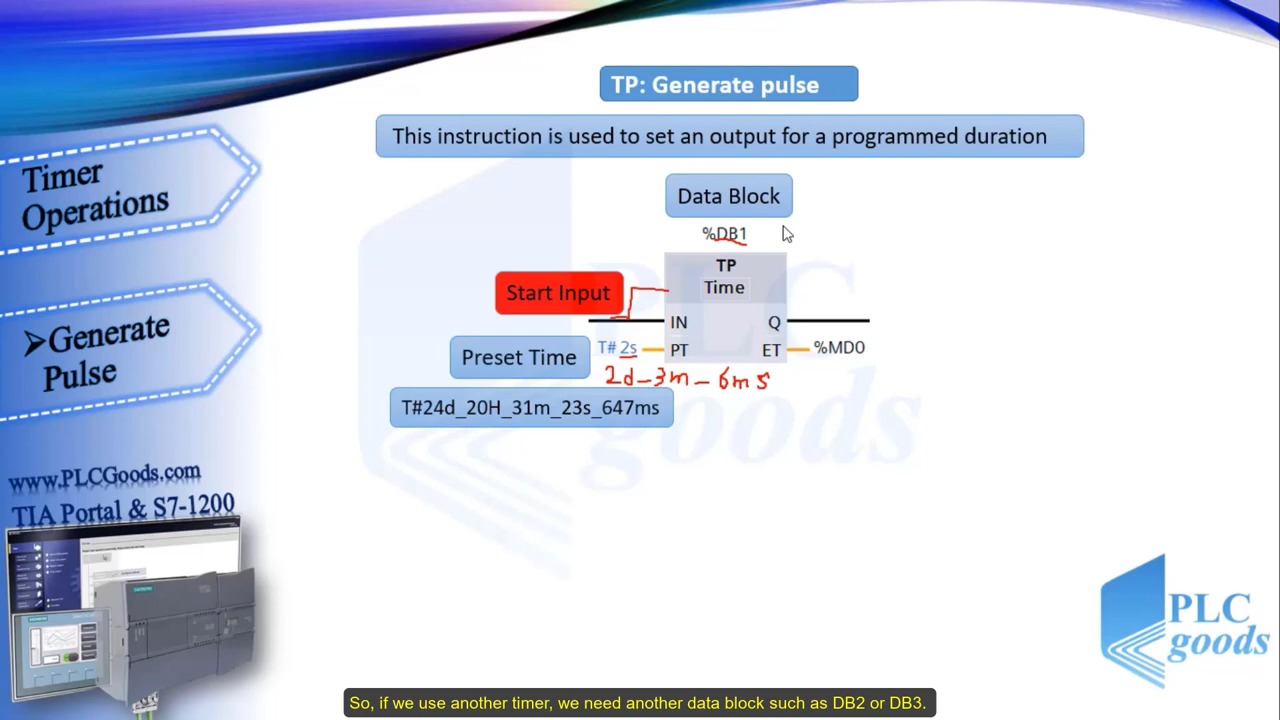 TP: Generate pulse
This instruction is used to set an output for a programmed duration
Timer
Operations
Data Block
%DB1
TP
Time
Start Input
IN
Q
Preset Time
T# 2s
PT
ET
%MD0
2d-3m-6ms
T#24d_20H_31m_23s_647ms
➢Generate
Pulse
www.PLCGoods.com
TIA Portal & S7-1200
SIEMENS
PLC
goods
PLC
goods
So, if we use another timer, we need another data block such as DB2 or DB3.